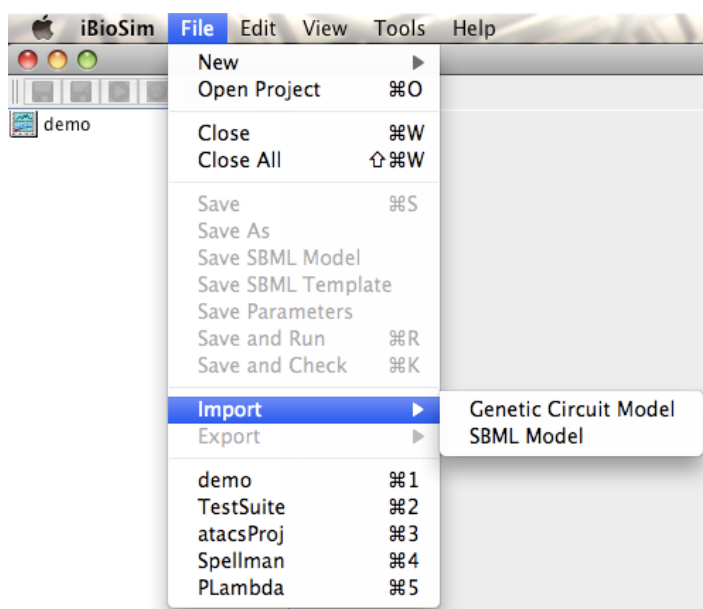 iBioSim File Edit View Tools Help
New
Open Project ⌘O
demo
Close ⌘W
Close All ⇧⌘W
Save ⌘S
Save As
Save SBML Model
Save SBML Template
Save Parameters
Save and Run ⌘R
Save and Check ⌘K
Import
Genetic Circuit Model
Export
SBML Model
demo ⌘1
TestSuite ⌘2
atacsProj ⌘3
Spellman ⌘4
PLambda ⌘5